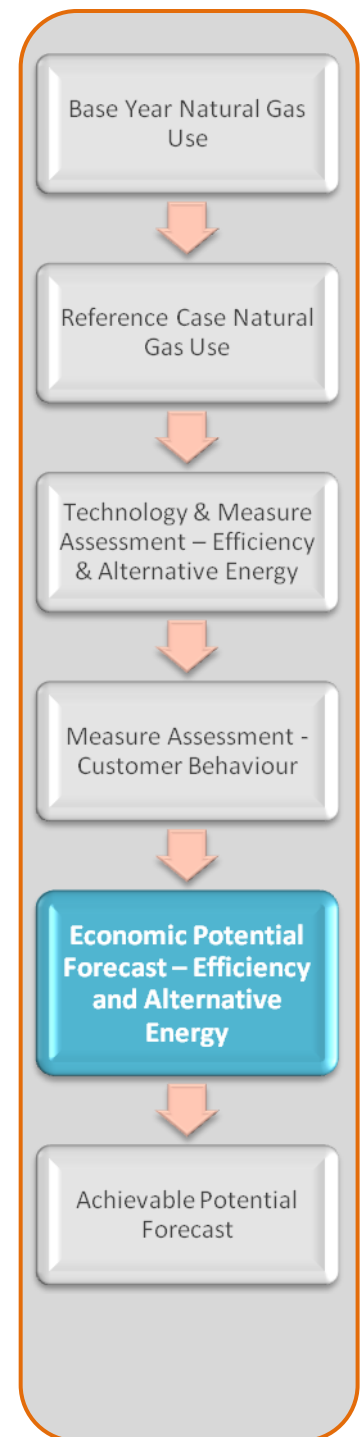 Base Year Natural Gas
Use
Reference Case Natural
Gas Use
Technology & Measure
Assessment – Efficiency
& Alternative Energy
Measure Assessment -
Customer Behaviour
Economic Potential
Forecast – Efficiency
and Alternative
Energy
Achievable Potential
Forecast